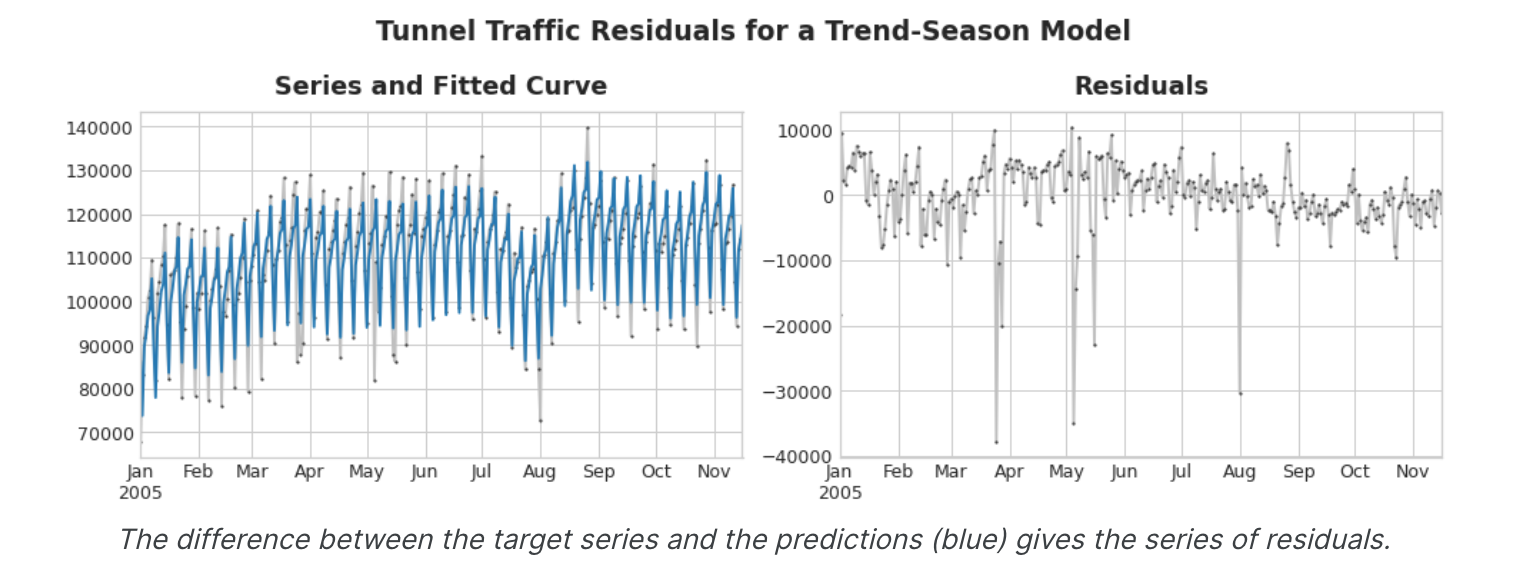 Tunnel Traffic Residuals for a Trend-Season Model
Series and Fitted Curve
140000
130000
120000
110000
100000
90000
80000
70000
Jan Feb Mar Apr May Jun Jul Aug Sep Oct Nov
2005
Residuals
10000
0
−10000
−20000
−30000
−40000
Jan Feb Mar Apr May Jun Jul Aug Sep Oct Nov
2005
The difference between the target series and the predictions (blue) gives the series of residuals.